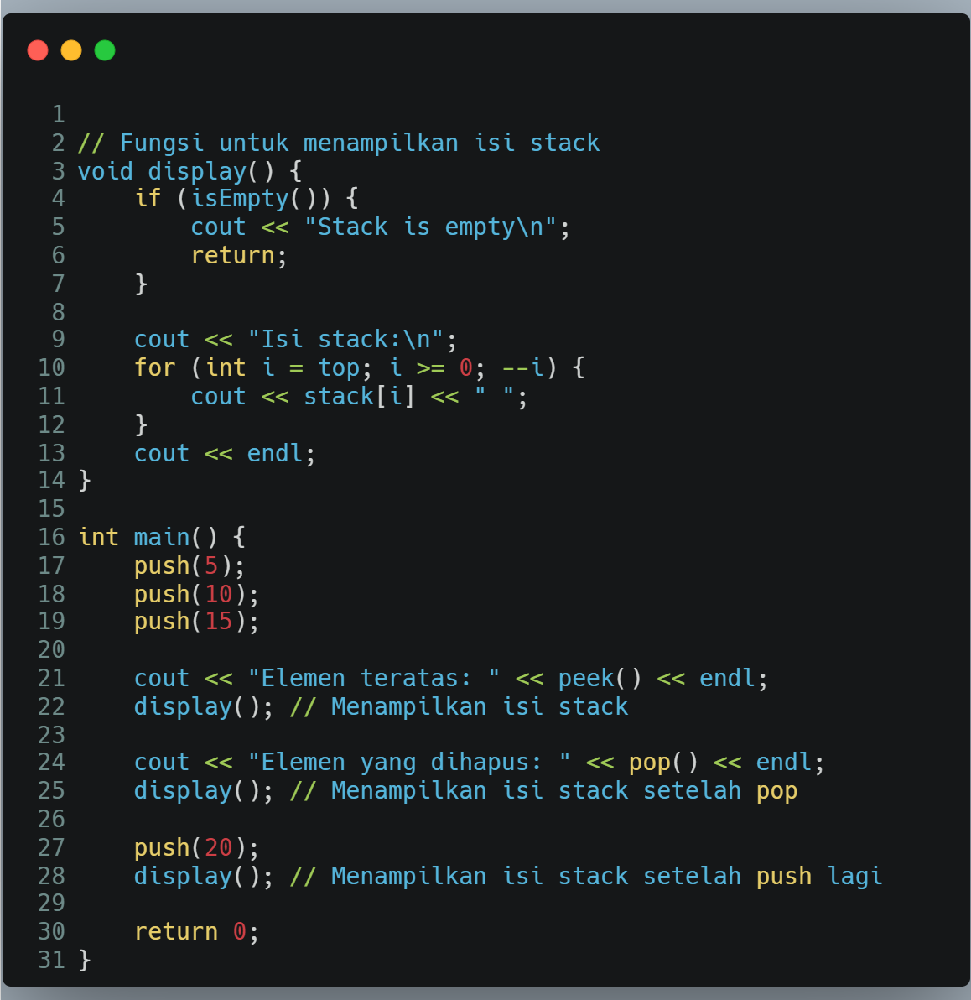 1
2 // Fungsi untuk menampilkan isi stack
3 void display() {
4     if (isEmpty()) {
5         cout << "Stack is empty\n";
6         return;
7     }
8
9     cout << "Isi stack:\n";
10     for (int i = top; i >= 0; --i) {
11         cout << stack[i] << " ";
12     }
13     cout << endl;
14 }
15
16 int main() {
17     push(5);
18     push(10);
19     push(15);
20
21     cout << "Elemen teratas: " << peek() << endl;
22     display(); // Menampilkan isi stack
23
24     cout << "Elemen yang dihapus: " << pop() << endl;
25     display(); // Menampilkan isi stack setelah pop
26
27     push(20);
28     display(); // Menampilkan isi stack setelah push lagi
29
30     return 0;
31 }